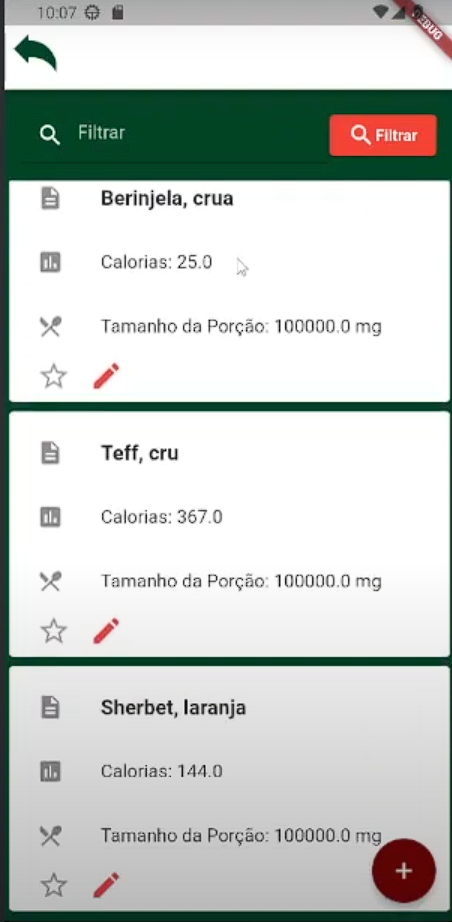 10:07
DEBUG
Filtrar
Filtrar
Berinjela, crua
Calorias: 25.0
Tamanho da Porção: 100000.0 mg
Teff, cru
Calorias: 367.0
Tamanho da Porção: 100000.0 mg
Sherbet, laranja
Calorias: 144.0
Tamanho da Porção: 100000.0 mg